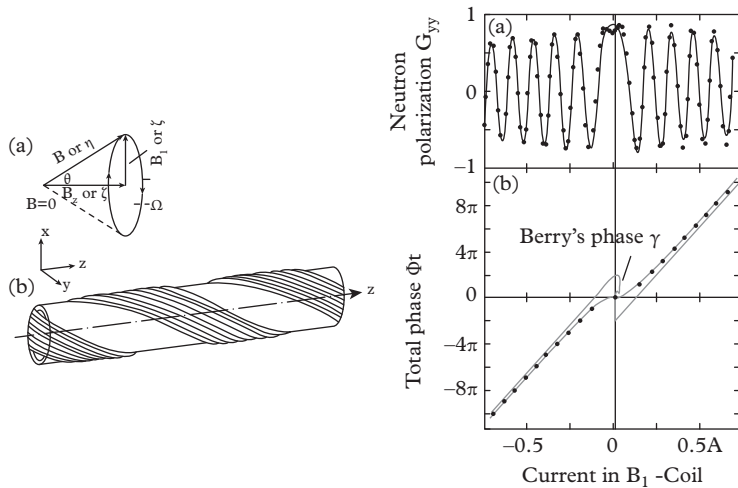 (a)
B or η
B₁ or ζ
θ
B_z or ζ
B=0
Ω
x
z
y
(b)
z
(a)
Neutron
polarization G_yy
1
0
−1
(b)
Berry's phase γ
Total phase Φt
8π
4π
0
−4π
−8π
−0.5
0
0.5A
Current in B₁ -Coil